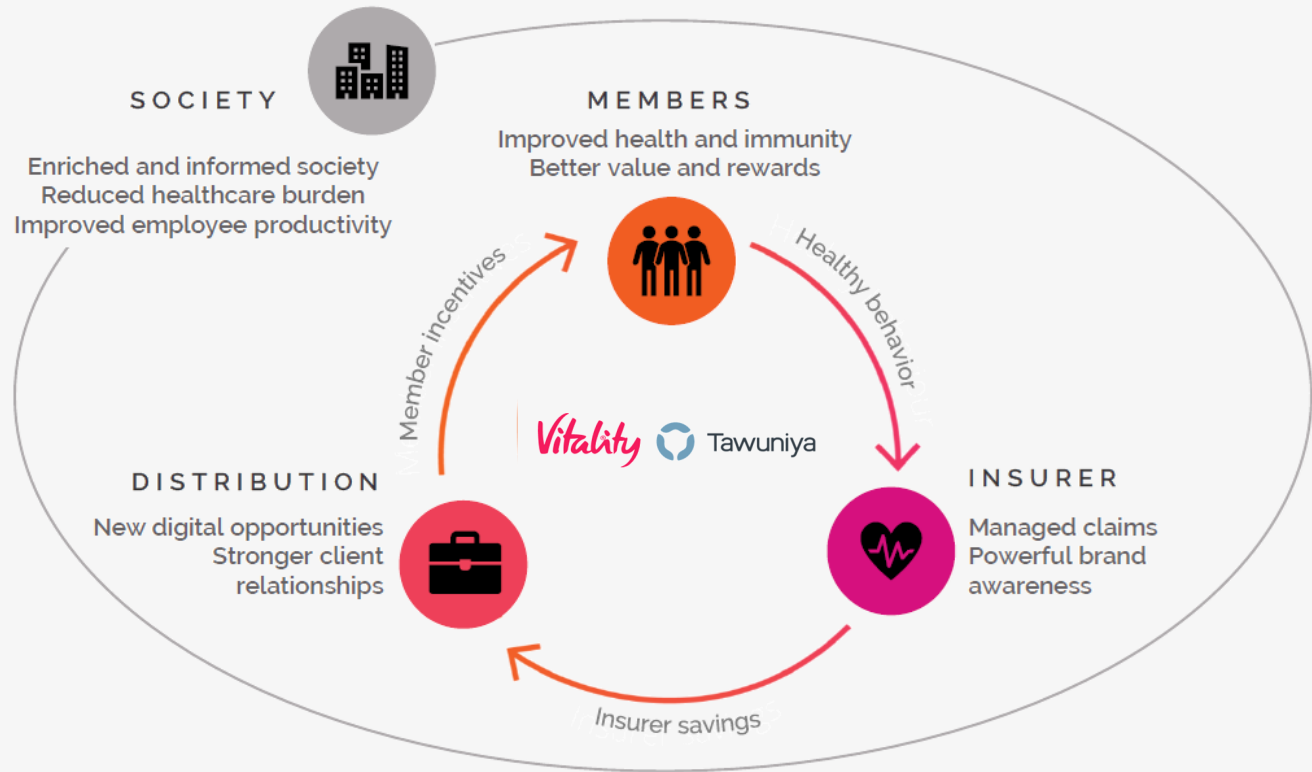 SOCIETY
Enriched and informed society
Reduced healthcare burden
Improved employee productivity
MEMBERS
Improved health and immunity
Better value and rewards
Member incentives
Healthy behavior
Vitality Tawuniya
DISTRIBUTION
New digital opportunities
Stronger client
relationships
INSURER
Managed claims
Powerful brand
awareness
Insurer savings